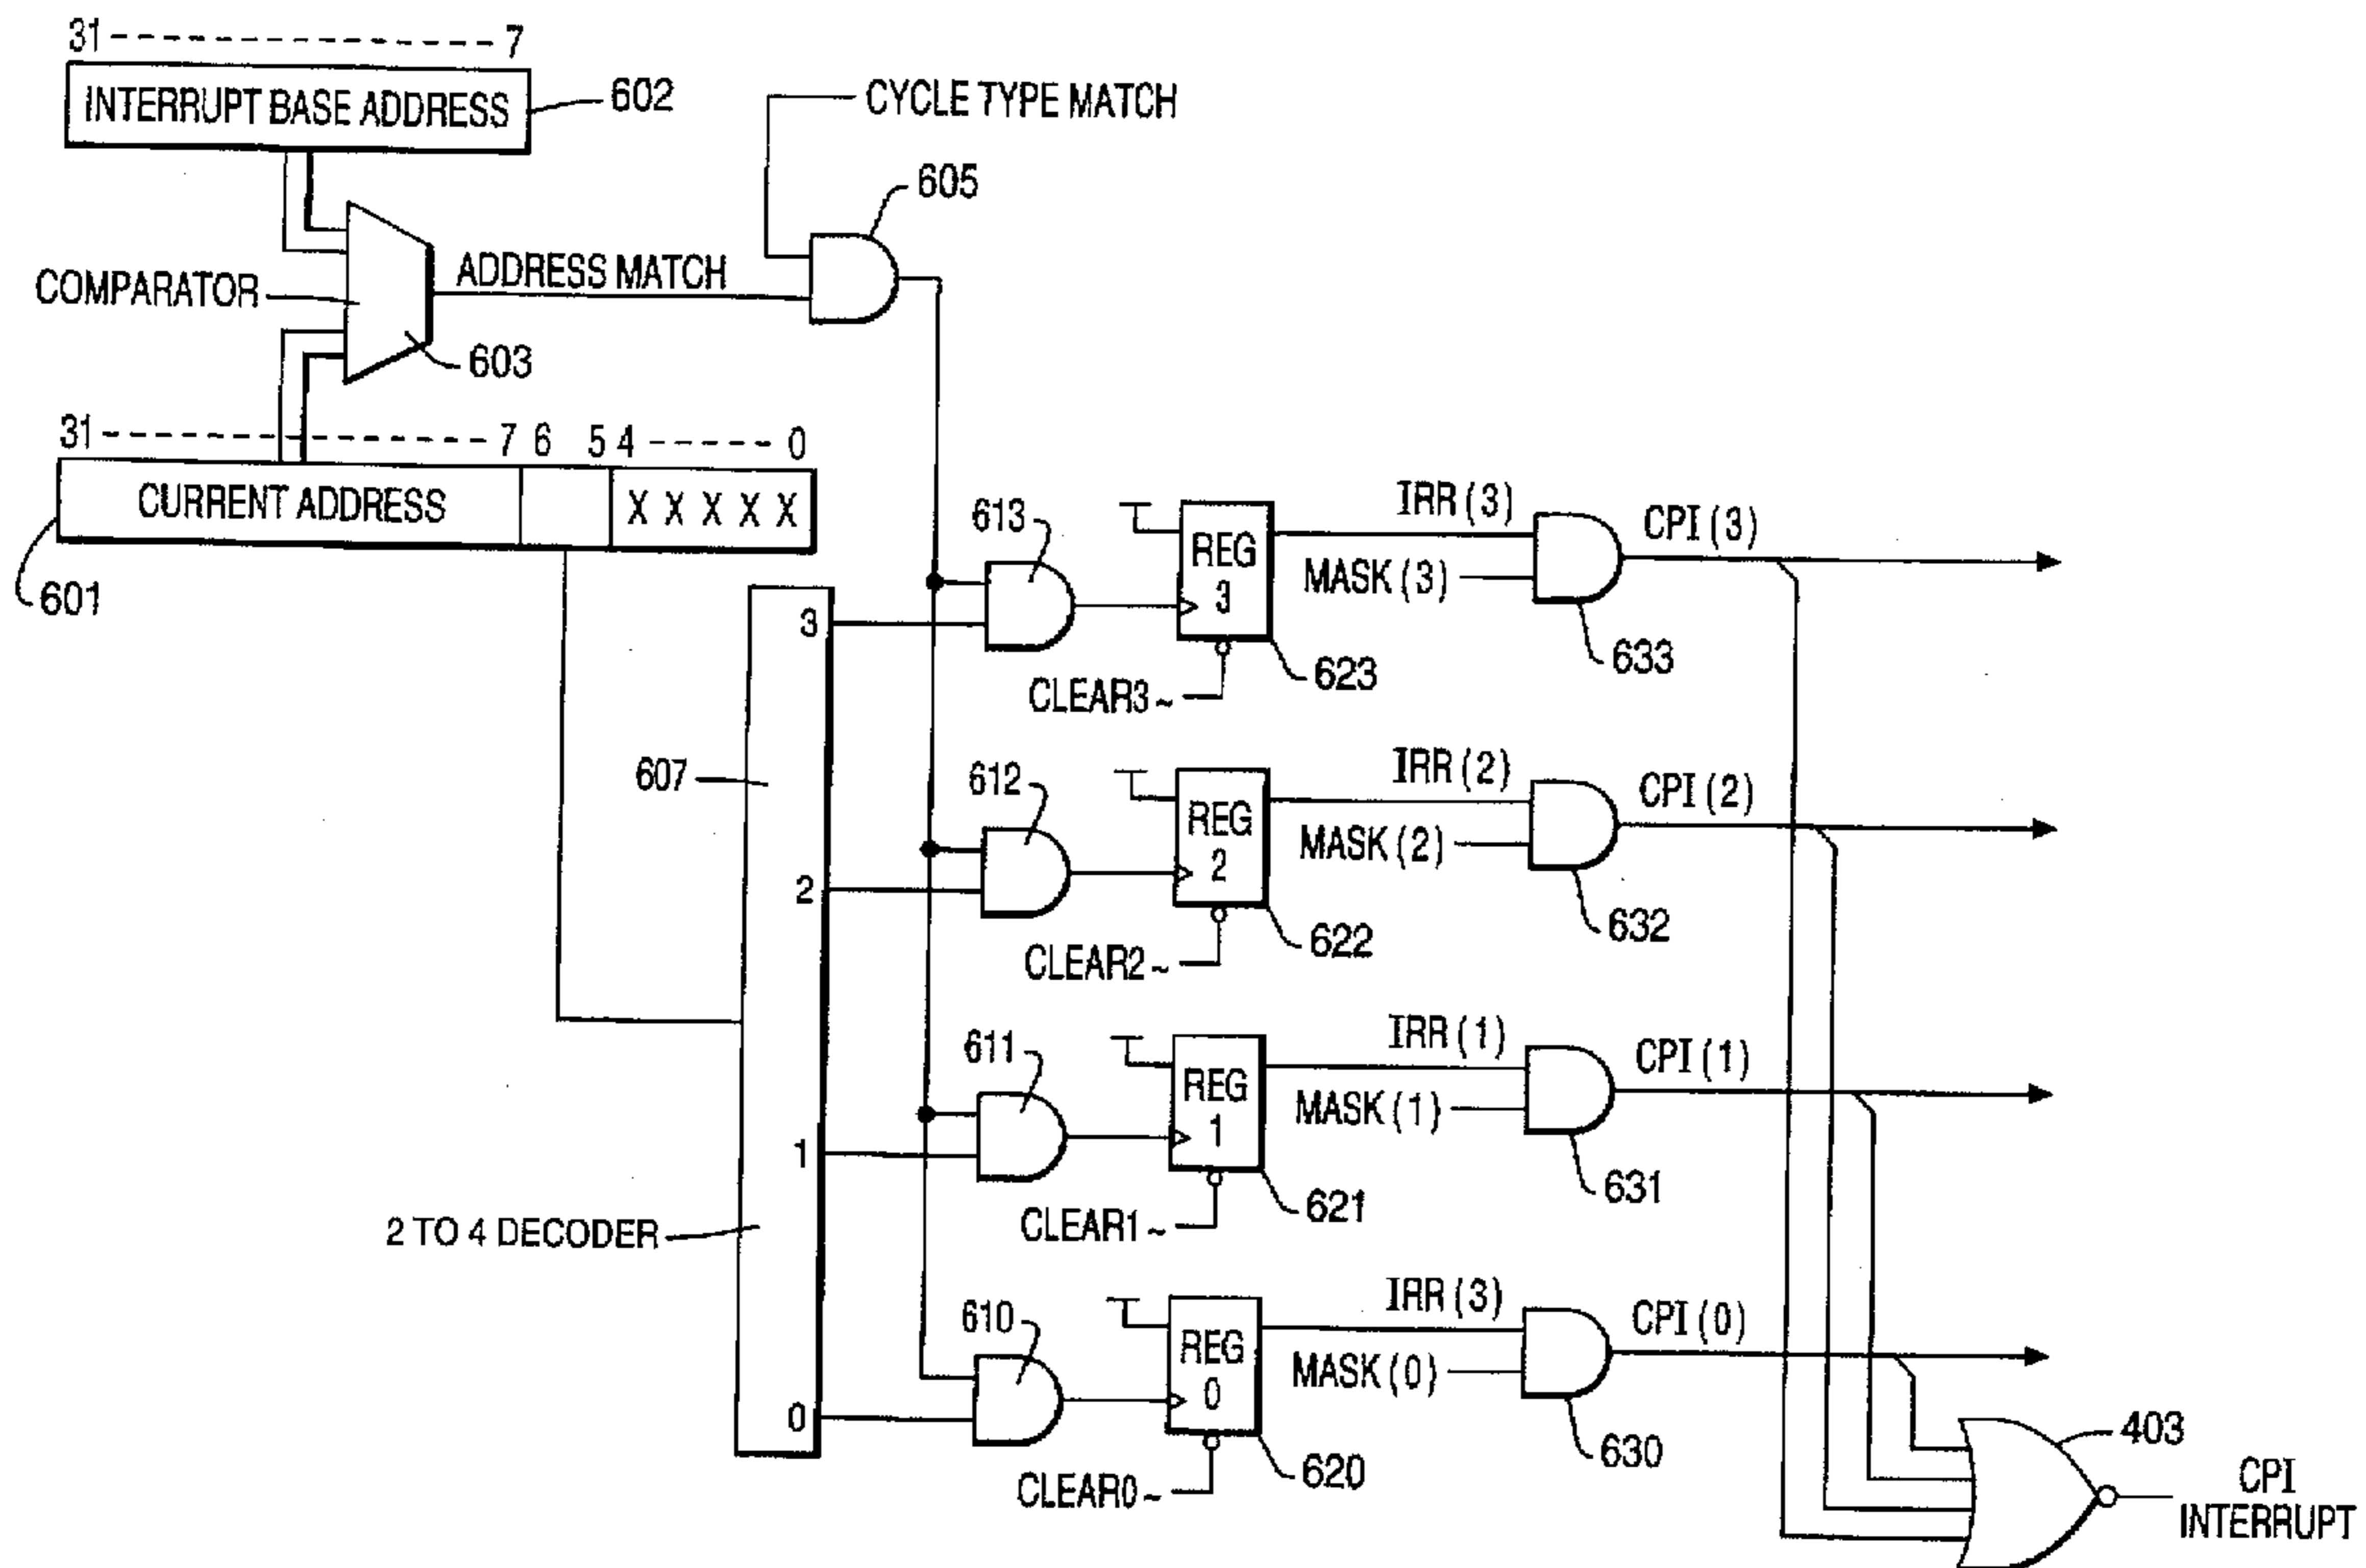 31 ---------------- 7
INTERRUPT BASE ADDRESS
602
CYCLE TYPE MATCH
605
COMPARATOR
ADDRESS MATCH
603
31 --------------- 7 6 5 4 ----- 0
CURRENT ADDRESS
X X X X X
601
613
REG
3
IRR (3)
MASK (3)
CPI (3)
633
623
CLEAR3~
607
3
612
REG
2
IRR (2)
MASK (2)
CPI (2)
632
622
CLEAR2~
2
611
REG
1
IRR (1)
MASK (1)
CPI (1)
631
621
CLEAR1~
1
2 TO 4 DECODER
610
REG
0
IRR (3)
MASK (0)
CPI (0)
630
620
CLEAR0~
0
403
CPI
INTERRUPT